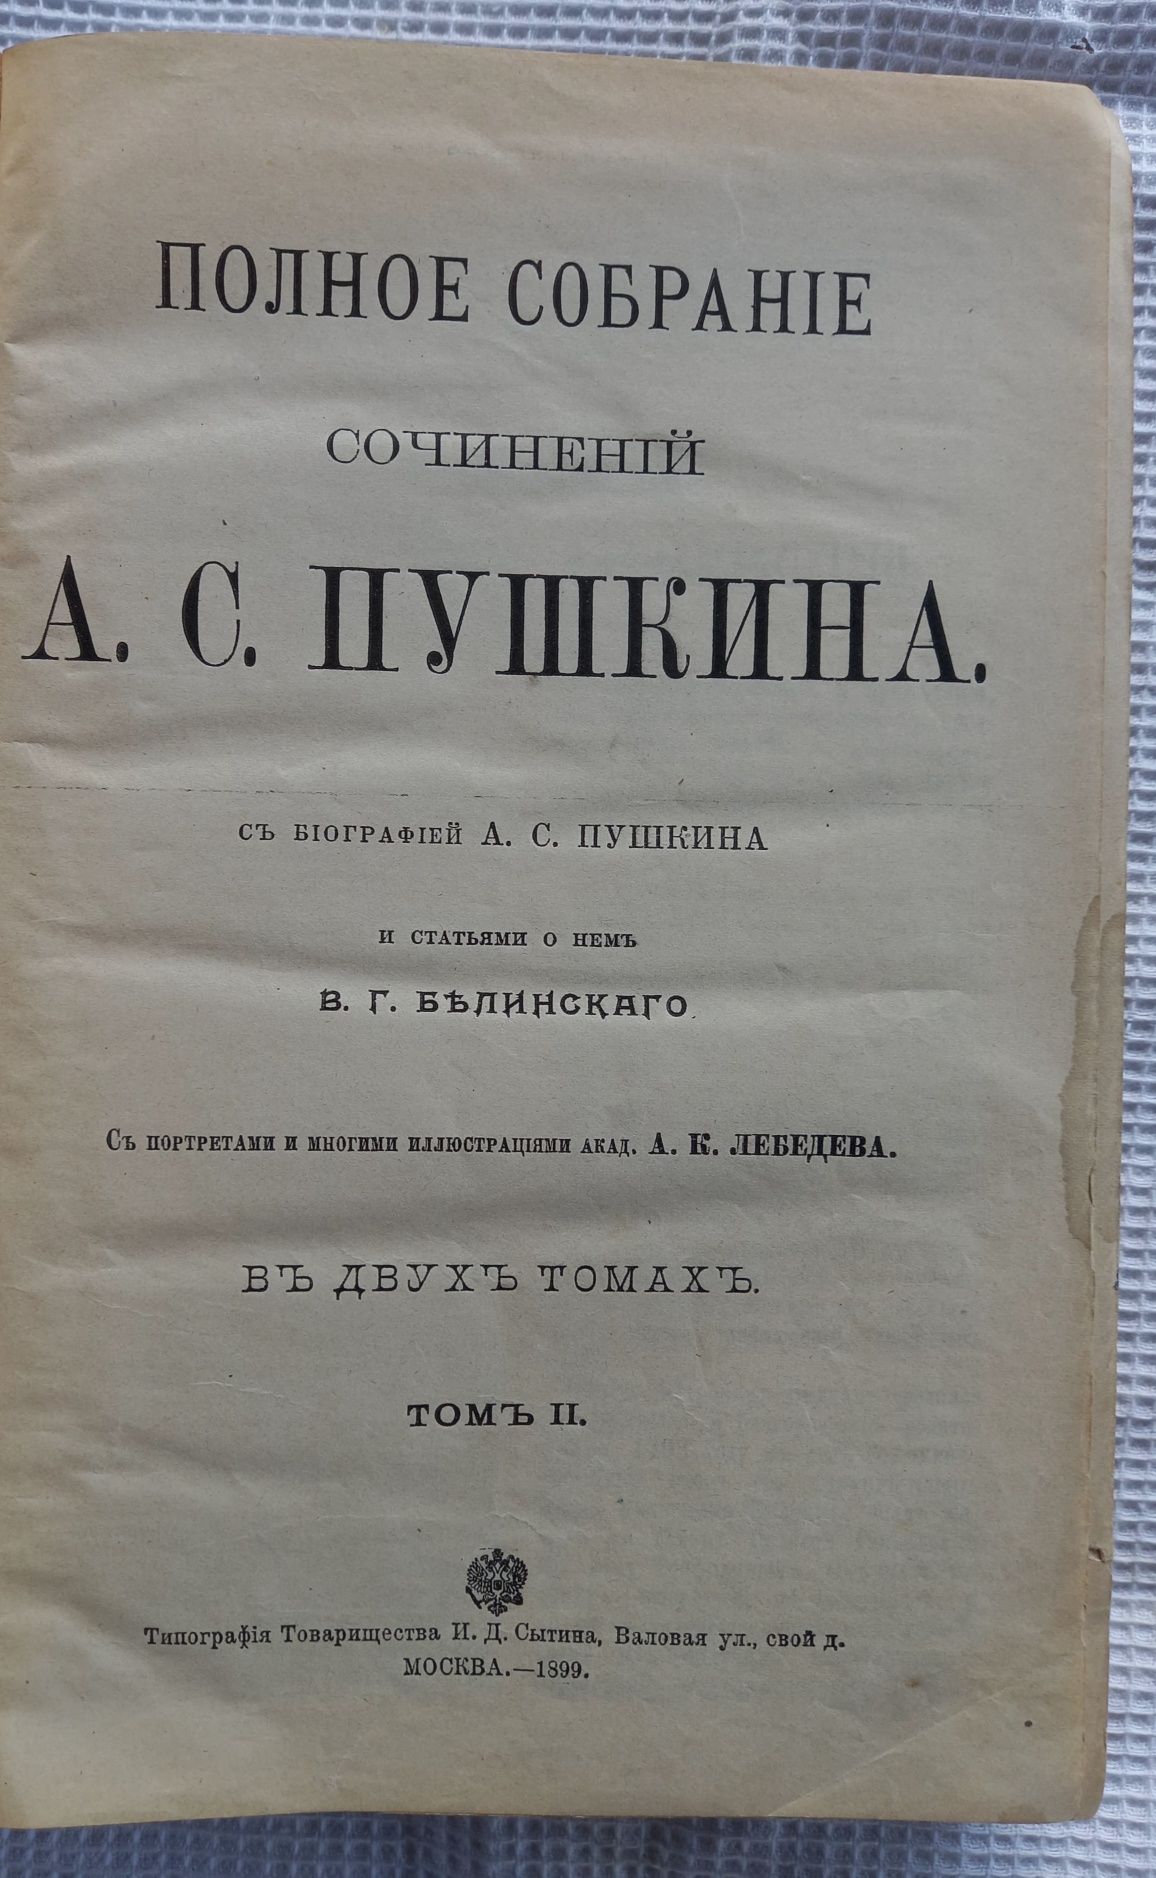 ПОЛНОЕ СОБРАНІЕ
СОЧИНЕНІЙ
А. С. ПУШКИНА.
СЪ БІОГРАФІЕЙ А. С. ПУШКИНА
И СТАТЬЯМИ О НЕМЪ
В. Г. БѢЛИНСКАГО.
Съ портретами и многими иллюстраціями акад. А. К. ЛЕБЕДЕВА.
ВЪ ДВУХЪ ТОМАХЪ.
ТОМЪ II.
Типографія Товарищества И. Д. Сытина, Валовая ул., свой д.
МОСКВА.—1899.